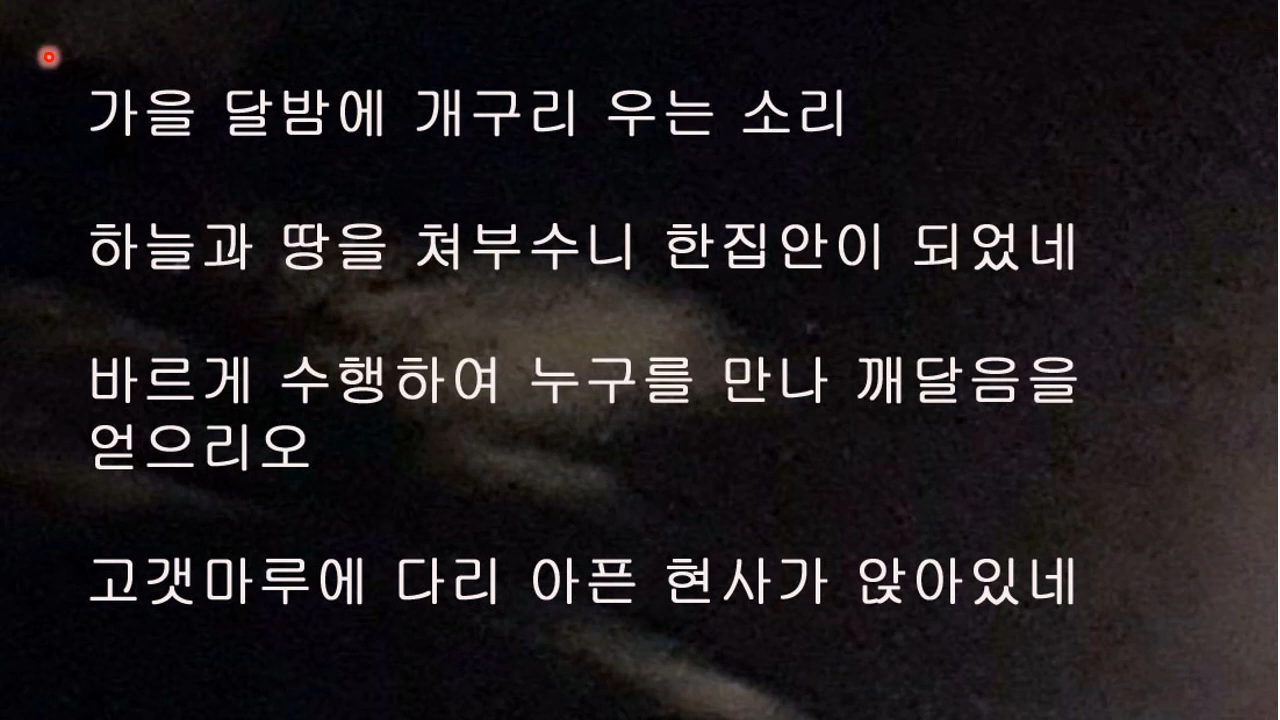 가을 달밤에 개구리 우는 소리
하늘과 땅을 쳐부수니 한집안이 되었네
바르게 수행하여 누구를 만나 깨달음을
얻으리오
고갯마루에 다리 아픈 현사가 앉아있네